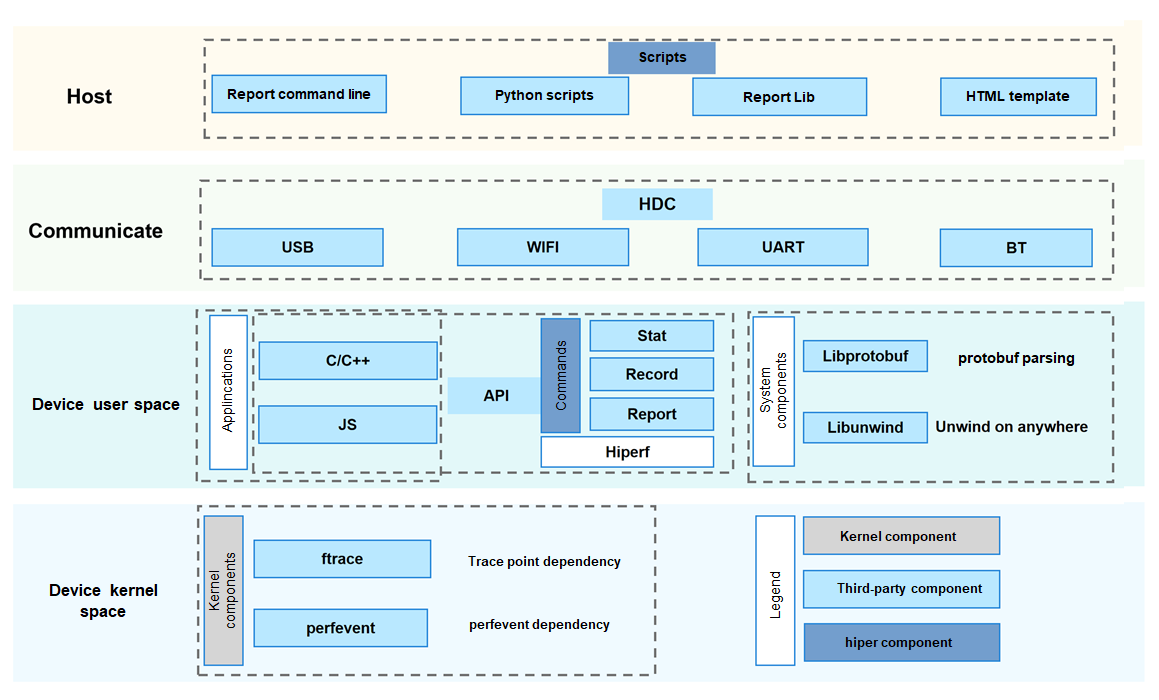 Scripts
Host
Report command line
Python scripts
Report Lib
HTML template
HDC
Communicate
USB
WIFI
UART
BT
Device user space
Applincations
C/C++
JS
API
Commands
Stat
Record
Report
Hiperf
System
components
Libprotobuf
protobuf parsing
Libunwind
Unwind on anywhere
Device kernel
space
Kernel
components
ftrace
Trace point dependency
perfevent
perfevent dependency
Legend
Kernel component
Third-party component
hiper component